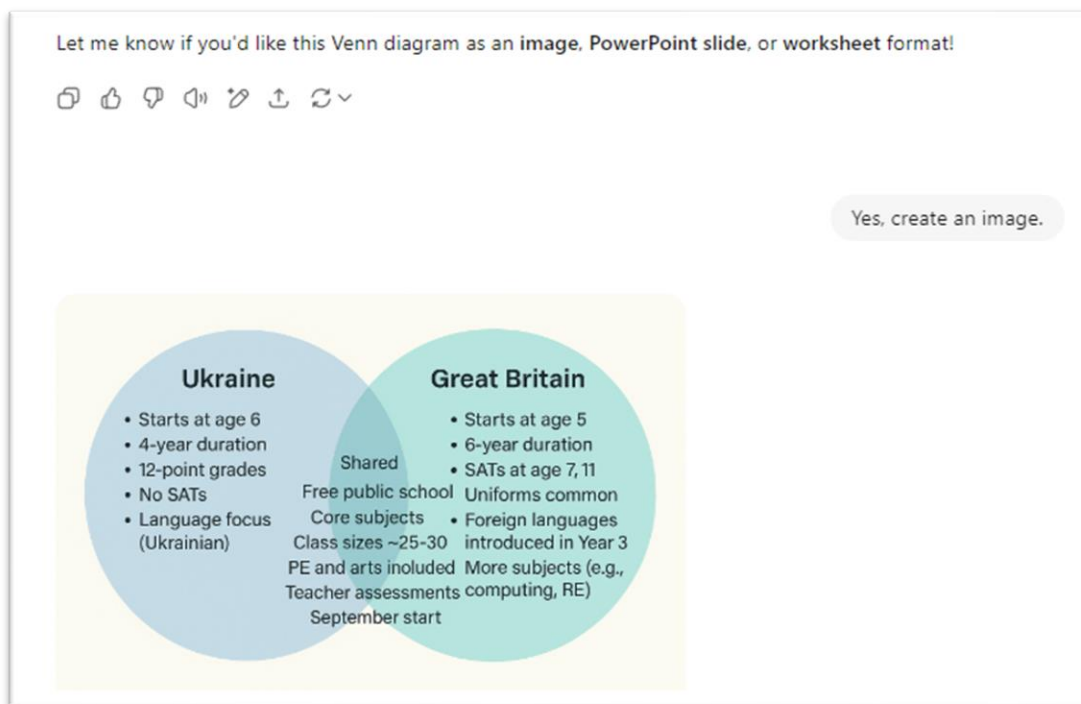 Let me know if you'd like this Venn diagram as an image, PowerPoint slide, or worksheet format!
Yes, create an image.
Ukraine
• Starts at age 6
• 4-year duration
• 12-point grades
• No SATs
• Language focus
(Ukrainian)
Shared
Free public school
Core subjects
Class sizes ~25-30
PE and arts included
Teacher assessments
September start
Great Britain
• Starts at age 5
• 6-year duration
• SATs at age 7, 11
Uniforms common
• Foreign languages
introduced in Year 3
More subjects (e.g.,
computing, RE)